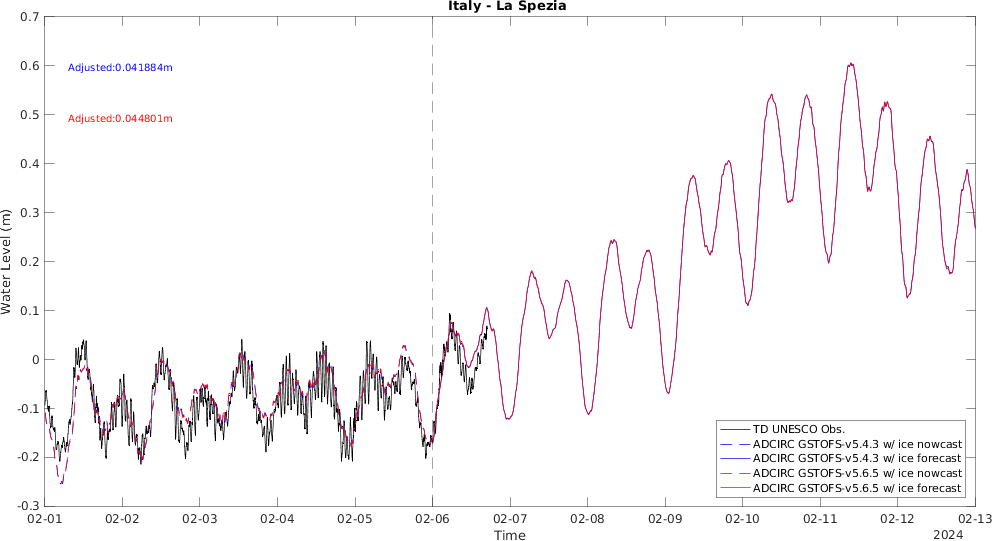 Italy - La Spezia
Adjusted:0.041884m
Adjusted:0.044801m
Water Level (m)
0.7
0.6
0.5
0.4
0.3
0.2
0.1
0
-0.1
-0.2
-0.3
TD UNESCO Obs.
ADCIRC GSTOFS-v5.4.3 w/ ice nowcast
ADCIRC GSTOFS-v5.4.3 w/ ice forecast
ADCIRC GSTOFS-v5.6.5 w/ ice nowcast
ADCIRC GSTOFS-v5.6.5 w/ ice forecast
02-01 02-02 02-03 02-04 02-05 02-06 02-07 02-08 02-09 02-10 02-11 02-12 02-13
Time
2024